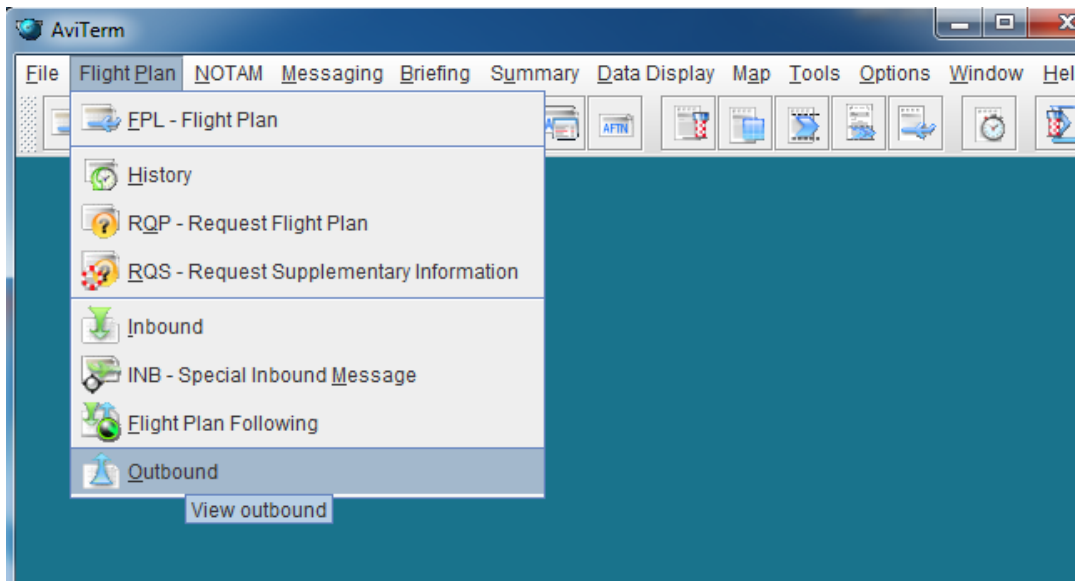 AviTerm
File Flight Plan NOTAM Messaging Briefing Summary Data Display Map Tools Options Window Hel
FPL - Flight Plan
AFTN
History
RQP - Request Flight Plan
RQS - Request Supplementary Information
Inbound
INB - Special Inbound Message
Flight Plan Following
Outbound
View outbound